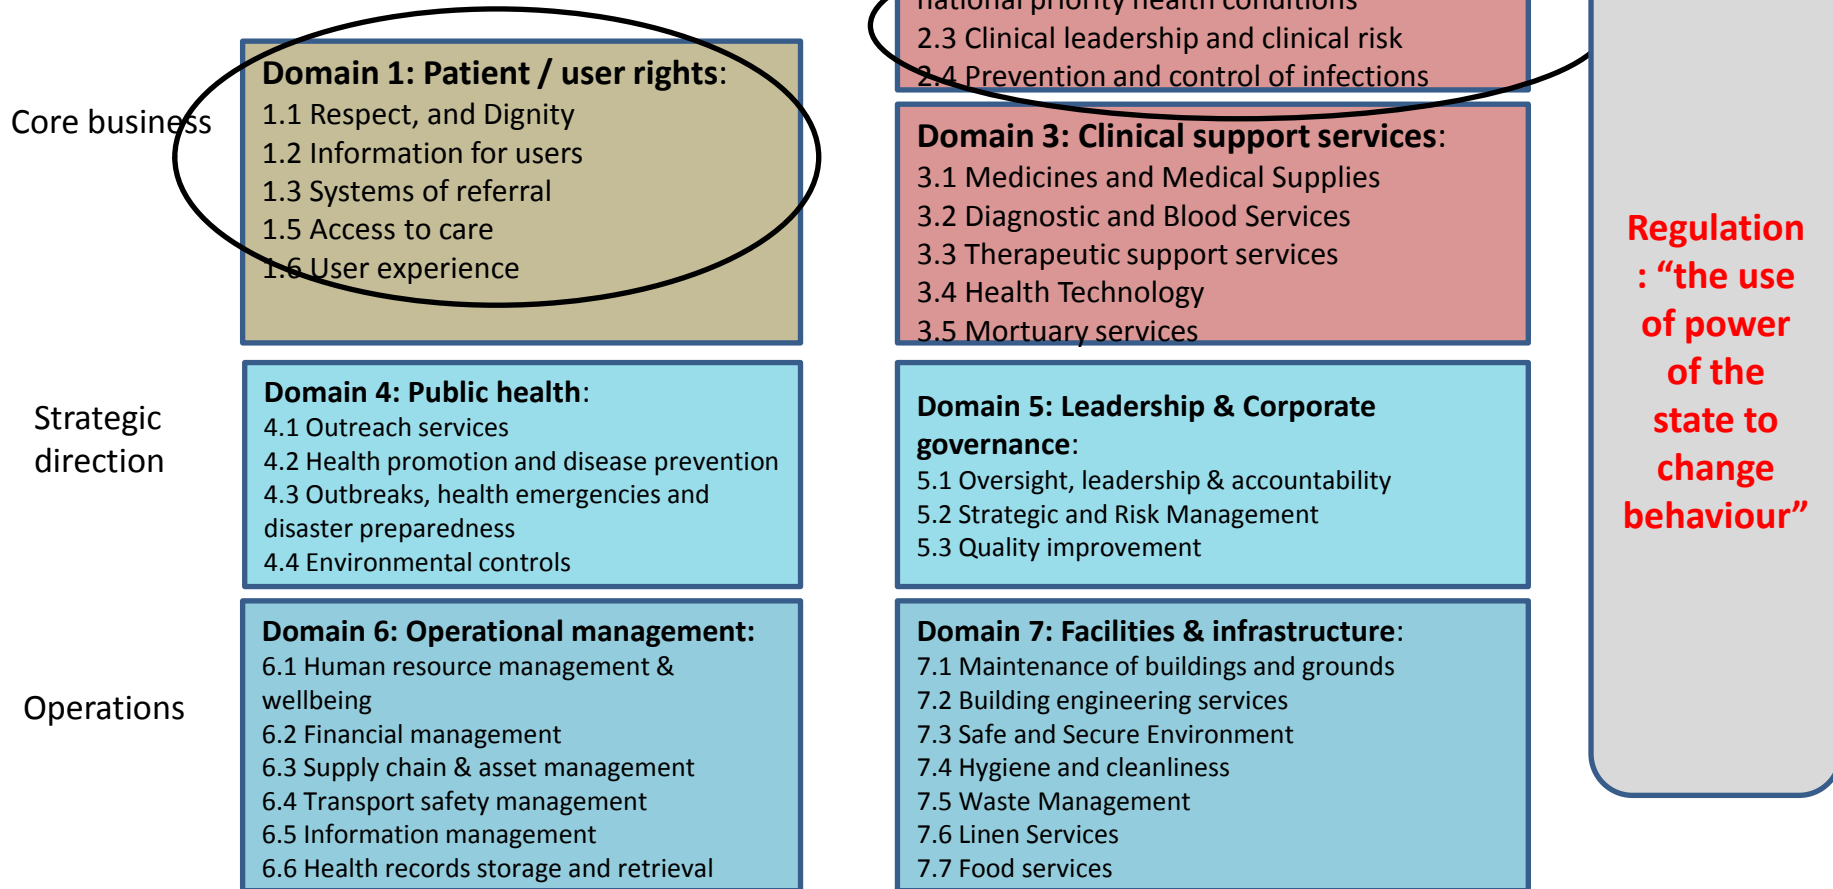 national priority health conditions
2.3 Clinical leadership and clinical risk
2.4 Prevention and control of infections
Core business
Domain 1: Patient / user rights:
1.1 Respect, and Dignity
1.2 Information for users
1.3 Systems of referral
1.5 Access to care
1.6 User experience
Domain 3: Clinical support services:
3.1 Medicines and Medical Supplies
3.2 Diagnostic and Blood Services
3.3 Therapeutic support services
3.4 Health Technology
3.5 Mortuary services
Strategic
direction
Domain 4: Public health:
4.1 Outreach services
4.2 Health promotion and disease prevention
4.3 Outbreaks, health emergencies and
disaster preparedness
4.4 Environmental controls
Domain 5: Leadership & Corporate
governance:
5.1 Oversight, leadership & accountability
5.2 Strategic and Risk Management
5.3 Quality improvement
Operations
Domain 6: Operational management:
6.1 Human resource management &
wellbeing
6.2 Financial management
6.3 Supply chain & asset management
6.4 Transport safety management
6.5 Information management
6.6 Health records storage and retrieval
Domain 7: Facilities & infrastructure:
7.1 Maintenance of buildings and grounds
7.2 Building engineering services
7.3 Safe and Secure Environment
7.4 Hygiene and cleanliness
7.5 Waste Management
7.6 Linen Services
7.7 Food services
Regulation
: “the use
of power
of the
state to
change
behaviour”